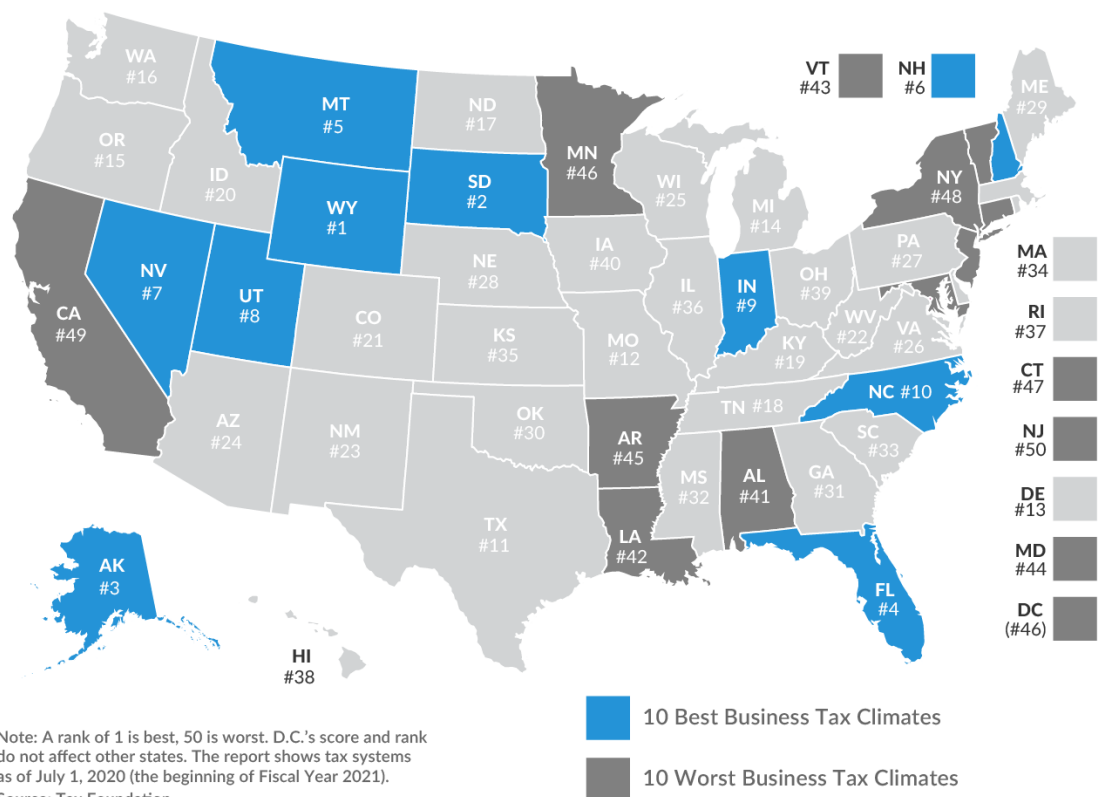 WA
#16
MT
#5
ND
#17
MN
#46
VT
#43
NH
#6
ME
#29
OR
#15
ID
#20
WY
#1
SD
#2
WI
#25
MI
#14
NY
#48
CA
#49
NV
#7
UT
#8
CO
#21
NE
#28
IA
#40
IL
#36
IN
#9
OH
#39
PA
#27
WV
#22
VA
#26
KY
#19
KS
#35
MO
#12
AZ
#24
NM
#23
OK
#30
AR
#45
TN #18
NC #10
SC
#33
MS
#32
AL
#41
GA
#31
TX
#11
LA
#42
FL
#4
AK
#3
HI
#38
MA
#34
RI
#37
CT
#47
NJ
#50
DE
#13
MD
#44
DC
(#46)
10 Best Business Tax Climates
10 Worst Business Tax Climates
Note: A rank of 1 is best, 50 is worst. D.C.'s score and rank
do not affect other states. The report shows tax systems
as of July 1, 2020 (the beginning of Fiscal Year 2021).
Source: Tax Foundation